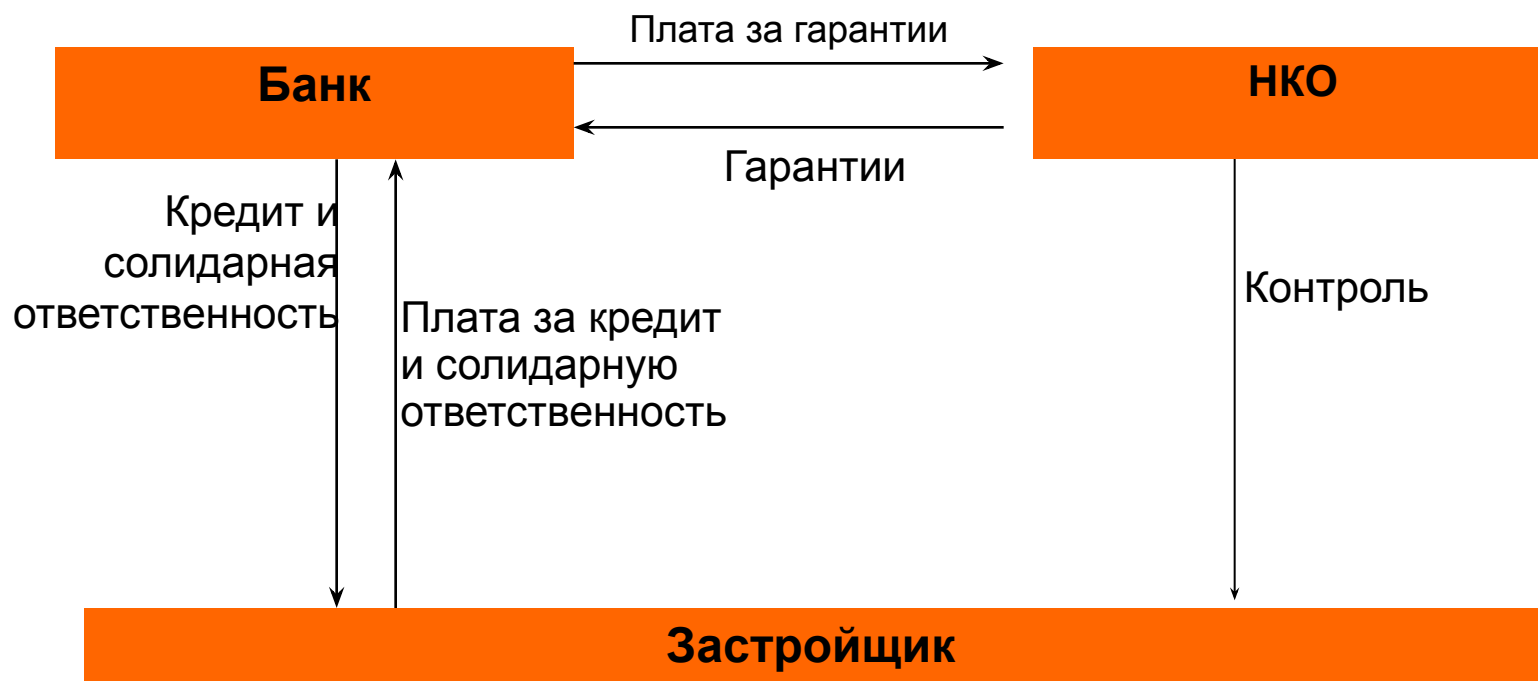 Плата за гарантии
Банк
НКО
Гарантии
Кредит и
солидарная
ответственность
Плата за кредит
и солидарную
ответственность
Контроль
Застройщик